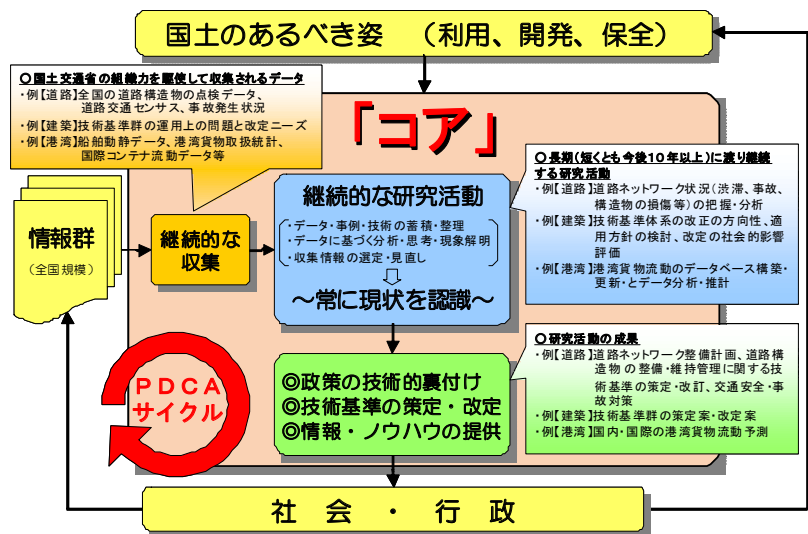 国土のあるべき姿　（利用、開発、保全）
○国土交通省の組織力を駆使して収集されるデータ
・例【道路】全国の道路構造物の点検データ、
道路交通センサス、事故発生状況
・例【建築】技術基準群の運用上の問題と改定ニーズ
・例【港湾】船舶動静データ、港湾貨物取扱統計、
国際コンテナ流動データ等
「コア」
○長期（短くとも今後１０年以上）に渡り継続
する研究活動
・例【道路】道路ネットワーク状況（渋滞、事故、
構造物の損傷等）の把握・分析
・例【建築】技術基準体系の改正の方向性、適
用方針の検討、改定の社会的影響
評価
・例【港湾】港湾貨物流動のデータベース構築・
更新・とデータ分析・推計
情報群
（全国規模）
継続的な
収集
継続的な研究活動
・データ・事例・技術の蓄積・整理
・データに基づく分析・思考・現象解明
・収集情報の選定・見直し
～常に現状を認識～
○研究活動の成果
・例【道路】道路ネットワーク整備計画、道路構
造物の整備・維持管理に関する技
術基準の策定・改訂、交通安全・事
故対策
・例【建築】技術基準群の策定案・改定案
・例【港湾】国内・国際の港湾貨物流動予測
ＰＤＣＡ
サイクル
◎政策の技術的裏付け
◎技術基準の策定・改定
◎情報・ノウハウの提供
社　会　・　行　政